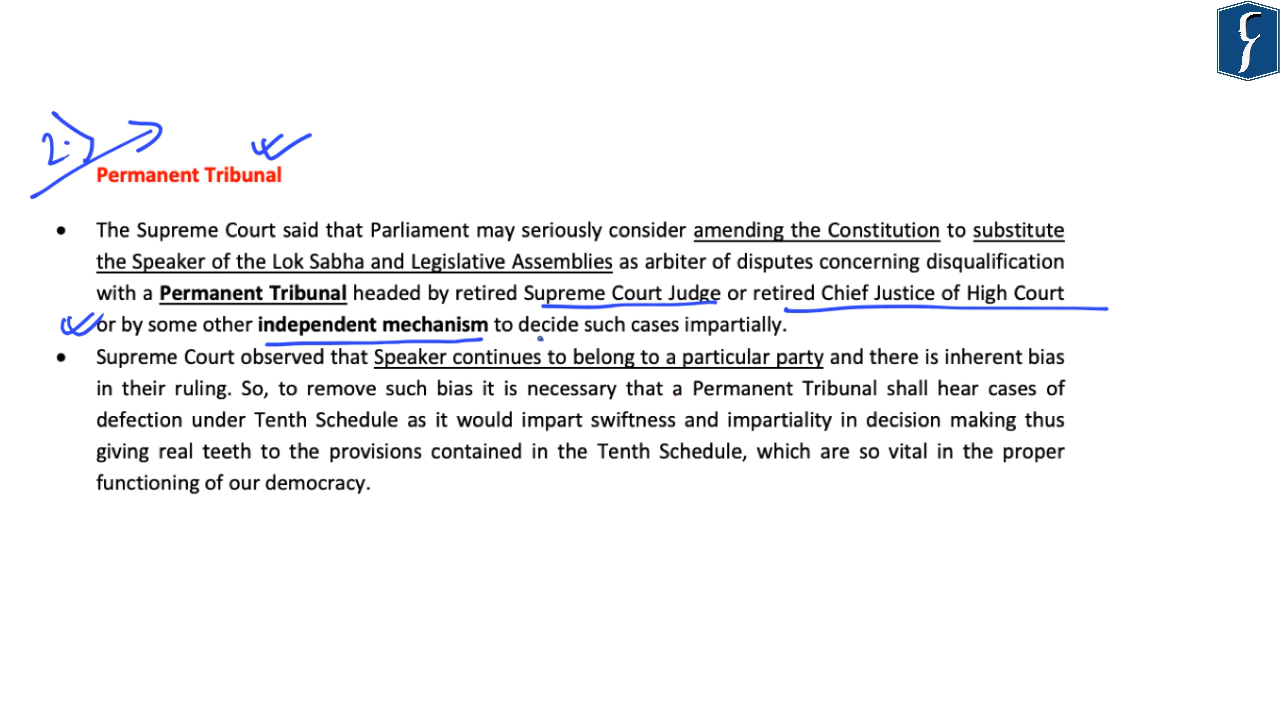 2.)
Permanent Tribunal
• The Supreme Court said that Parliament may seriously consider amending the Constitution to substitute
the Speaker of the Lok Sabha and Legislative Assemblies as arbiter of disputes concerning disqualification
with a Permanent Tribunal headed by retired Supreme Court Judge or retired Chief Justice of High Court
or by some other independent mechanism to decide such cases impartially.
• Supreme Court observed that Speaker continues to belong to a particular party and there is inherent bias
in their ruling. So, to remove such bias it is necessary that a Permanent Tribunal shall hear cases of
defection under Tenth Schedule as it would impart swiftness and impartiality in decision making thus
giving real teeth to the provisions contained in the Tenth Schedule, which are so vital in the proper
functioning of our democracy.